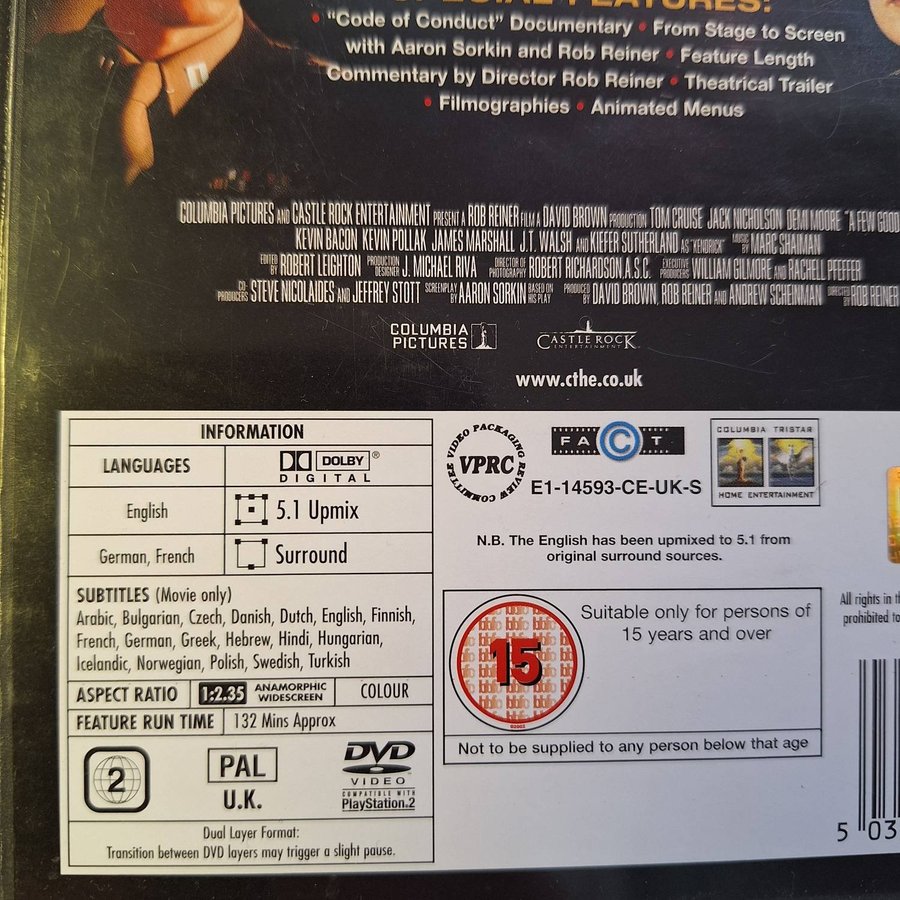 SPECIAL FEATURES:
• "Code of Conduct" Documentary • From Stage to Screen
with Aaron Sorkin and Rob Reiner • Feature Length
Commentary by Director Rob Reiner • Theatrical Trailer
• Filmographies • Animated Menus
COLUMBIA PICTURES AND CASTLE ROCK ENTERTAINMENT PRESENT A ROB REINER FILM A DAVID BROWN PRODUCTION TOM CRUISE JACK NICHOLSON DEMI MOORE "A FEW GOOD
KEVIN BACON KEVIN POLLAK JAMES MARSHALL J.T. WALSH AND KIEFER SUTHERLAND AS "KENDRICK" MUSIC BY MARC SHAIMAN
EDITED BY ROBERT LEIGHTON PRODUCTION DESIGNER J. MICHAEL RIVA DIRECTOR OF PHOTOGRAPHY ROBERT RICHARDSON, A.S.C. EXECUTIVE PRODUCERS WILLIAM GILMORE AND RACHELL PFEFFER
CO-PRODUCERS STEVE NICOLAIDES AND JEFFREY STOTT SCREENPLAY BY AARON SORKIN BASED ON HIS PLAY PRODUCED BY DAVID BROWN, ROB REINER AND ANDREW SCHEINMAN DIRECTED BY ROB REINER
COLUMBIA PICTURES
CASTLE ROCK
ENTERTAINMENT
www.cthe.co.uk
INFORMATION
LANGUAGES
DOLBY ®
DIGITAL
English
5.1 Upmix
German, French
Surround
SUBTITLES (Movie only)
Arabic, Bulgarian, Czech, Danish, Dutch, English, Finnish,
French, German, Greek, Hebrew, Hindi, Hungarian,
Icelandic, Norwegian, Polish, Swedish, Turkish
ASPECT RATIO 1:2.35 ANAMORPHIC WIDESCREEN COLOUR
FEATURE RUN TIME 132 Mins Approx
2
PAL
U.K.
DVD
VIDEO
COMPATIBLE WITH
PlayStation.2
Dual Layer Format:
Transition between DVD layers may trigger a slight pause.
VIDEO PACKAGING REVIEW COMMITTEE
VPRC
FACT
E1-14593-CE-UK-S
COLUMBIA TRISTAR
HOME ENTERTAINMENT
N.B. The English has been upmixed to 5.1 from
original surround sources.
15
Suitable only for persons of
15 years and over
Not to be supplied to any person below that age
All rights in th
prohibited to
5 03